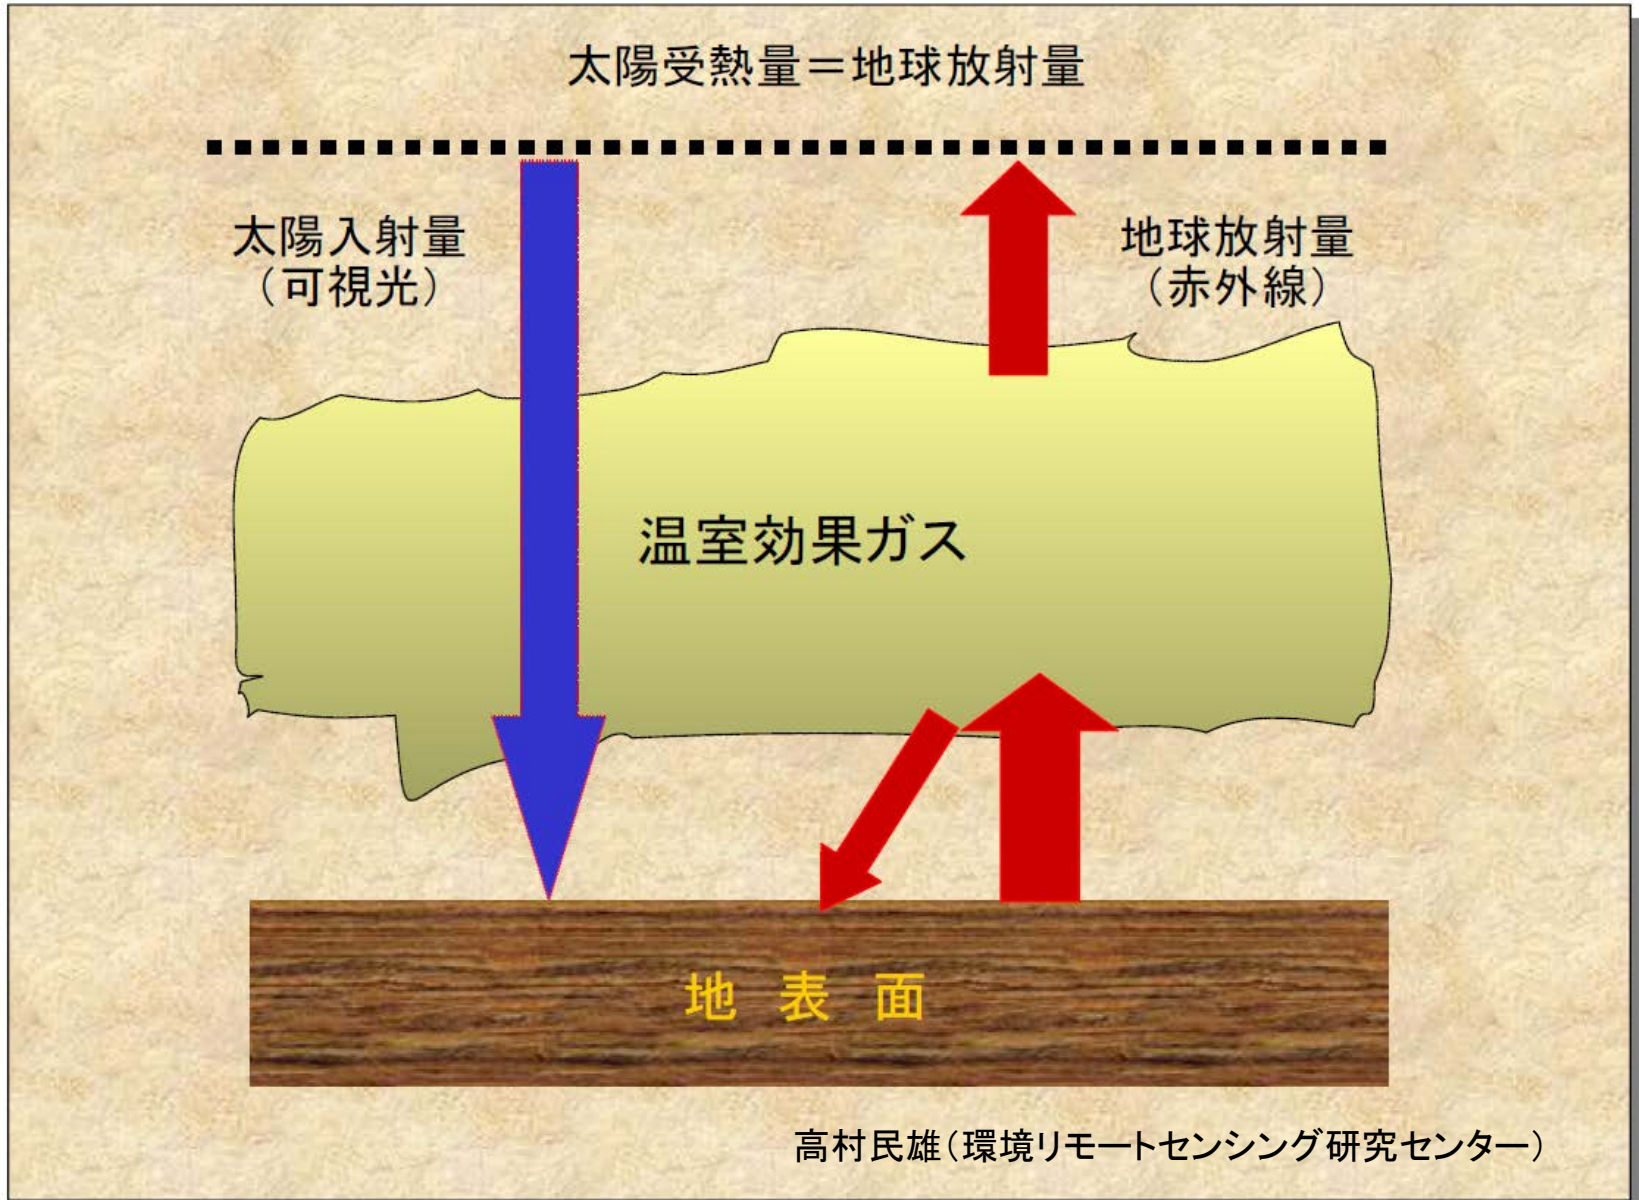 太陽受熱量＝地球放射量
太陽入射量
（可視光）
地球放射量
（赤外線）
温室効果ガス
地 表 面
高村民雄（環境リモートセンシング研究センター）